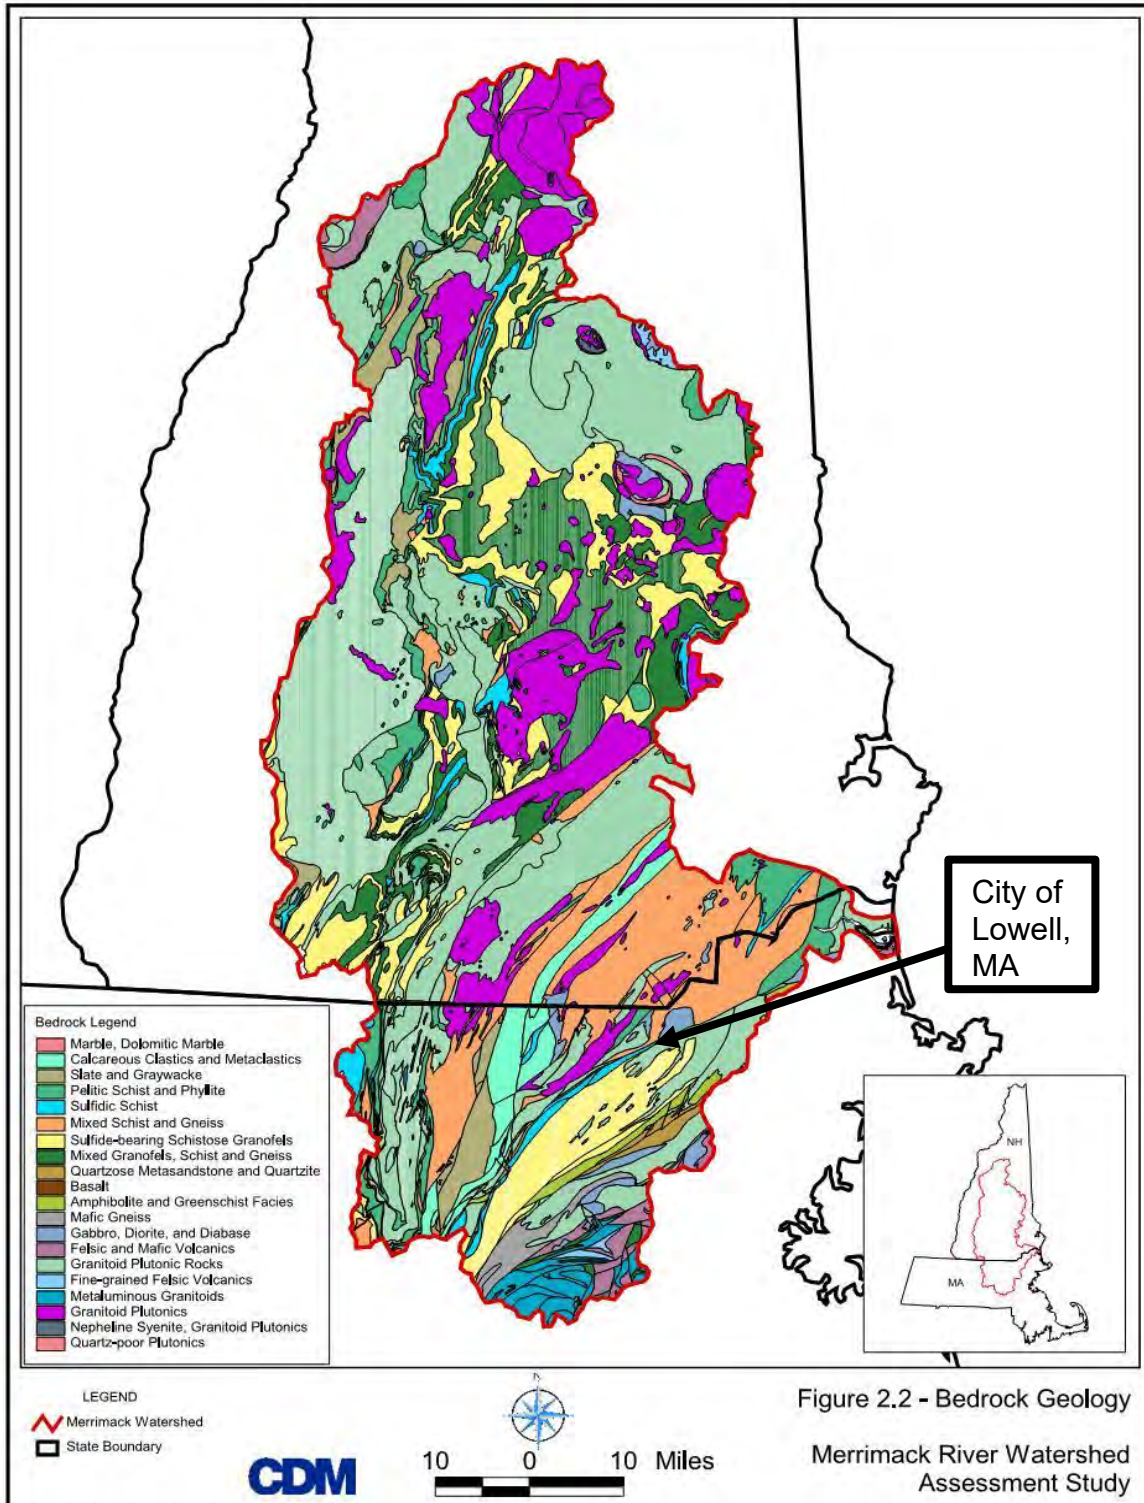 City of
Lowell,
MA
Bedrock Legend
Marble, Dolomitic Marble
Calcareous Clastics and Metaclastics
Slate and Graywacke
Pelitic Schist and Phyllite
Sulfidic Schist
Mixed Schist and Gneiss
Sulfide-bearing Schistose Granofels
Mixed Granofels, Schist and Gneiss
Quartzose Metasandstone and Quartzite
Basalt
Amphibolite and Greenschist Facies
Mafic Gneiss
Gabbro, Diorite, and Diabase
Felsic and Mafic Volcanics
Granitoid Plutonic Rocks
Fine-grained Felsic Volcanics
Metaluminous Granitoids
Granitoid Plutonics
Nepheline Syenite, Granitoid Plutonics
Quartz-poor Plutonics
NH
MA
LEGEND
Merrimack Watershed
State Boundary
CDM
N
10 0 10 Miles
Figure 2.2 - Bedrock Geology
Merrimack River Watershed
Assessment Study